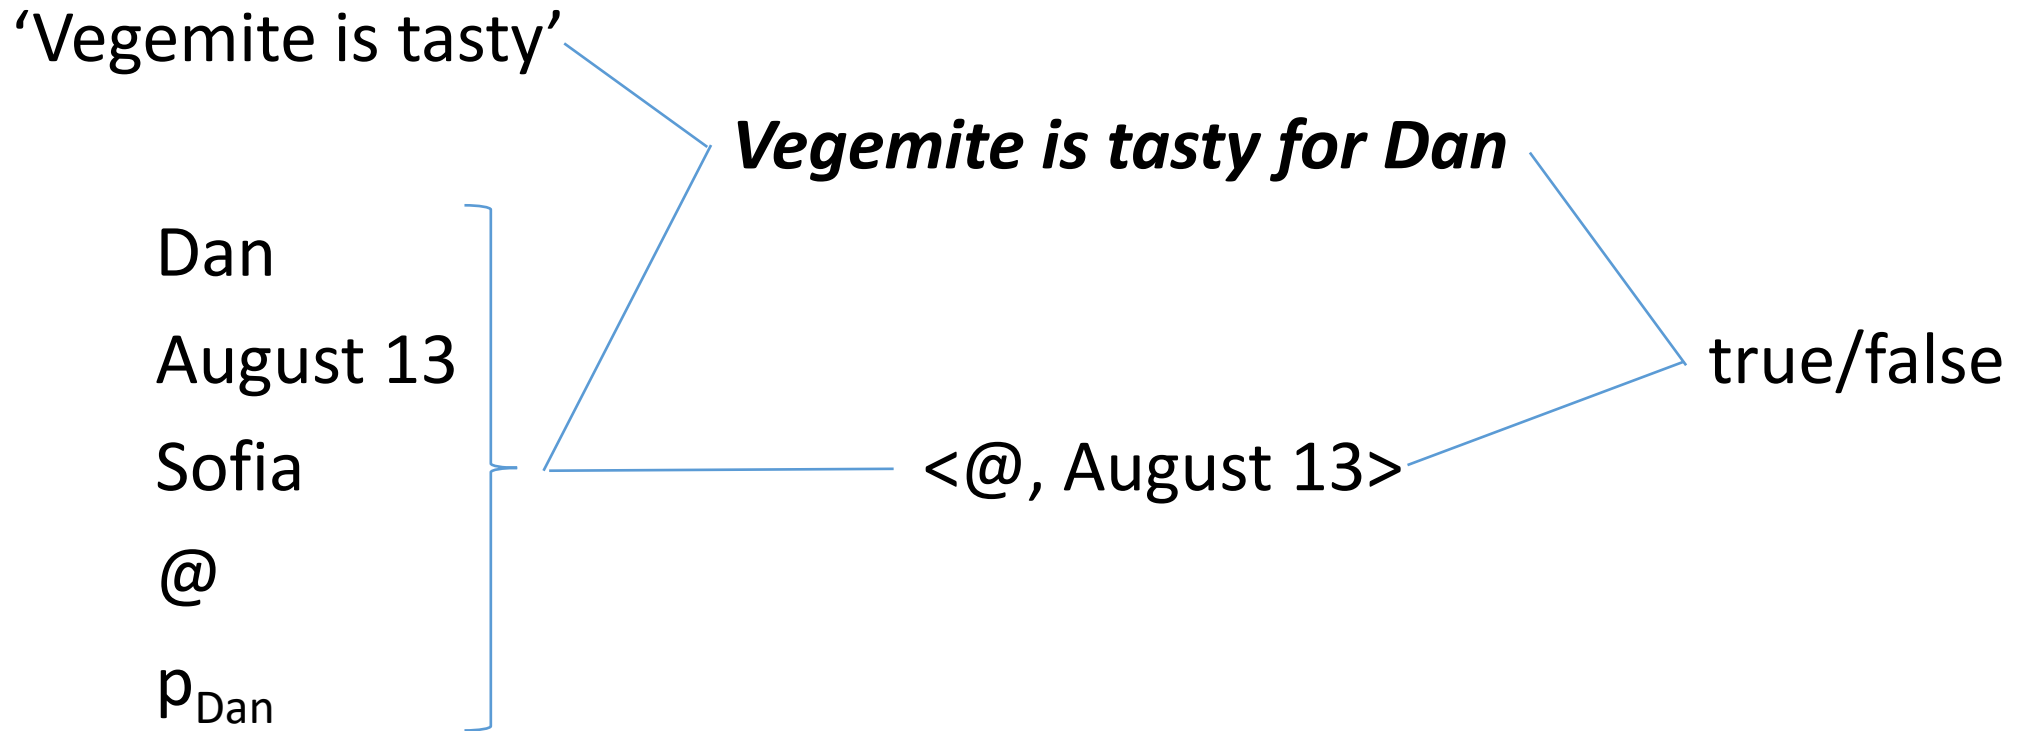 ‘Vegemite is tasty’
Vegemite is tasty for Dan
Dan
August 13
true/false
Sofia
<@, August 13>
@
pDan